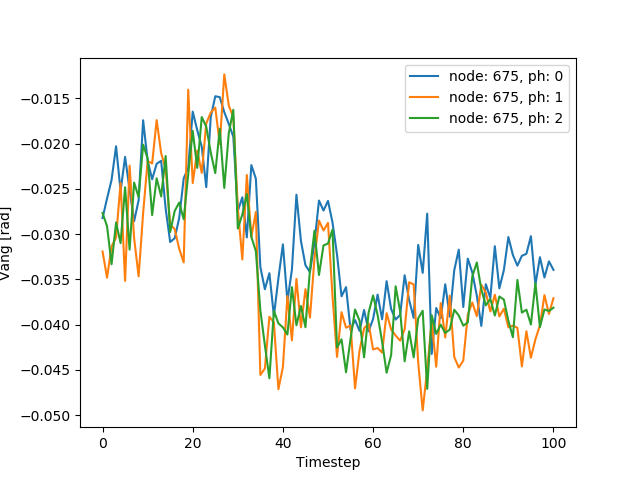 node: 675, ph: 0
node: 675, ph: 1
node: 675, ph: 2
−0.015
−0.020
−0.025
−0.030
−0.035
−0.040
−0.045
−0.050
Vang [rad]
0 20 40 60 80 100
Timestep